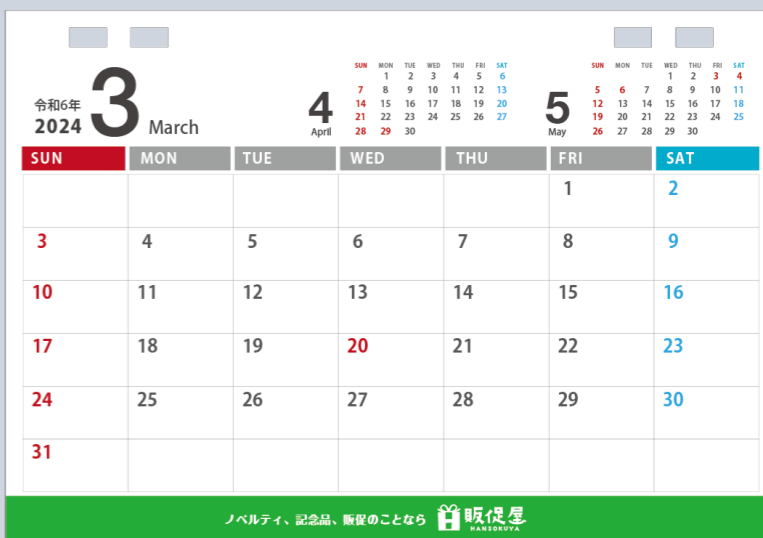 令和6年
2024
3
March
4
April
SUN MON TUE WED THU FRI SAT
1 2 3 4 5 6
7 8 9 10 11 12 13
14 15 16 17 18 19 20
21 22 23 24 25 26 27
28 29 30
5
May
SUN MON TUE WED THU FRI SAT
1 2 3 4
5 6 7 8 9 10 11
12 13 14 15 16 17 18
19 20 21 22 23 24 25
26 27 28 29 30
SUN MON TUE WED THU FRI SAT
1 2
3 4 5 6 7 8 9
10 11 12 13 14 15 16
17 18 19 20 21 22 23
24 25 26 27 28 29 30
31
ノベルティ、記念品、販促のことなら 販促屋
HANSOKUYA